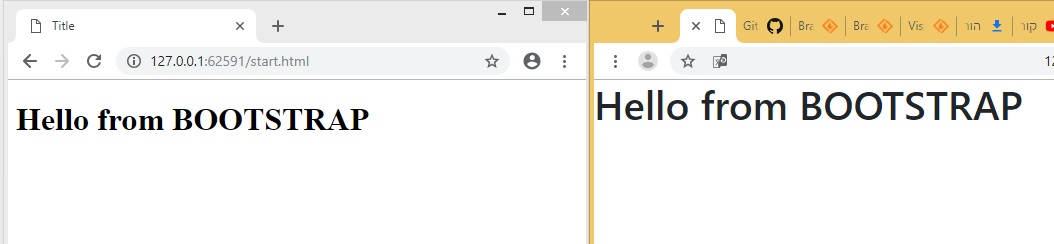 Title
127.0.0.1:62591/start.html
Hello from BOOTSTRAP
Git Bra Bra Vis הור קור
12
Hello from BOOTSTRAP